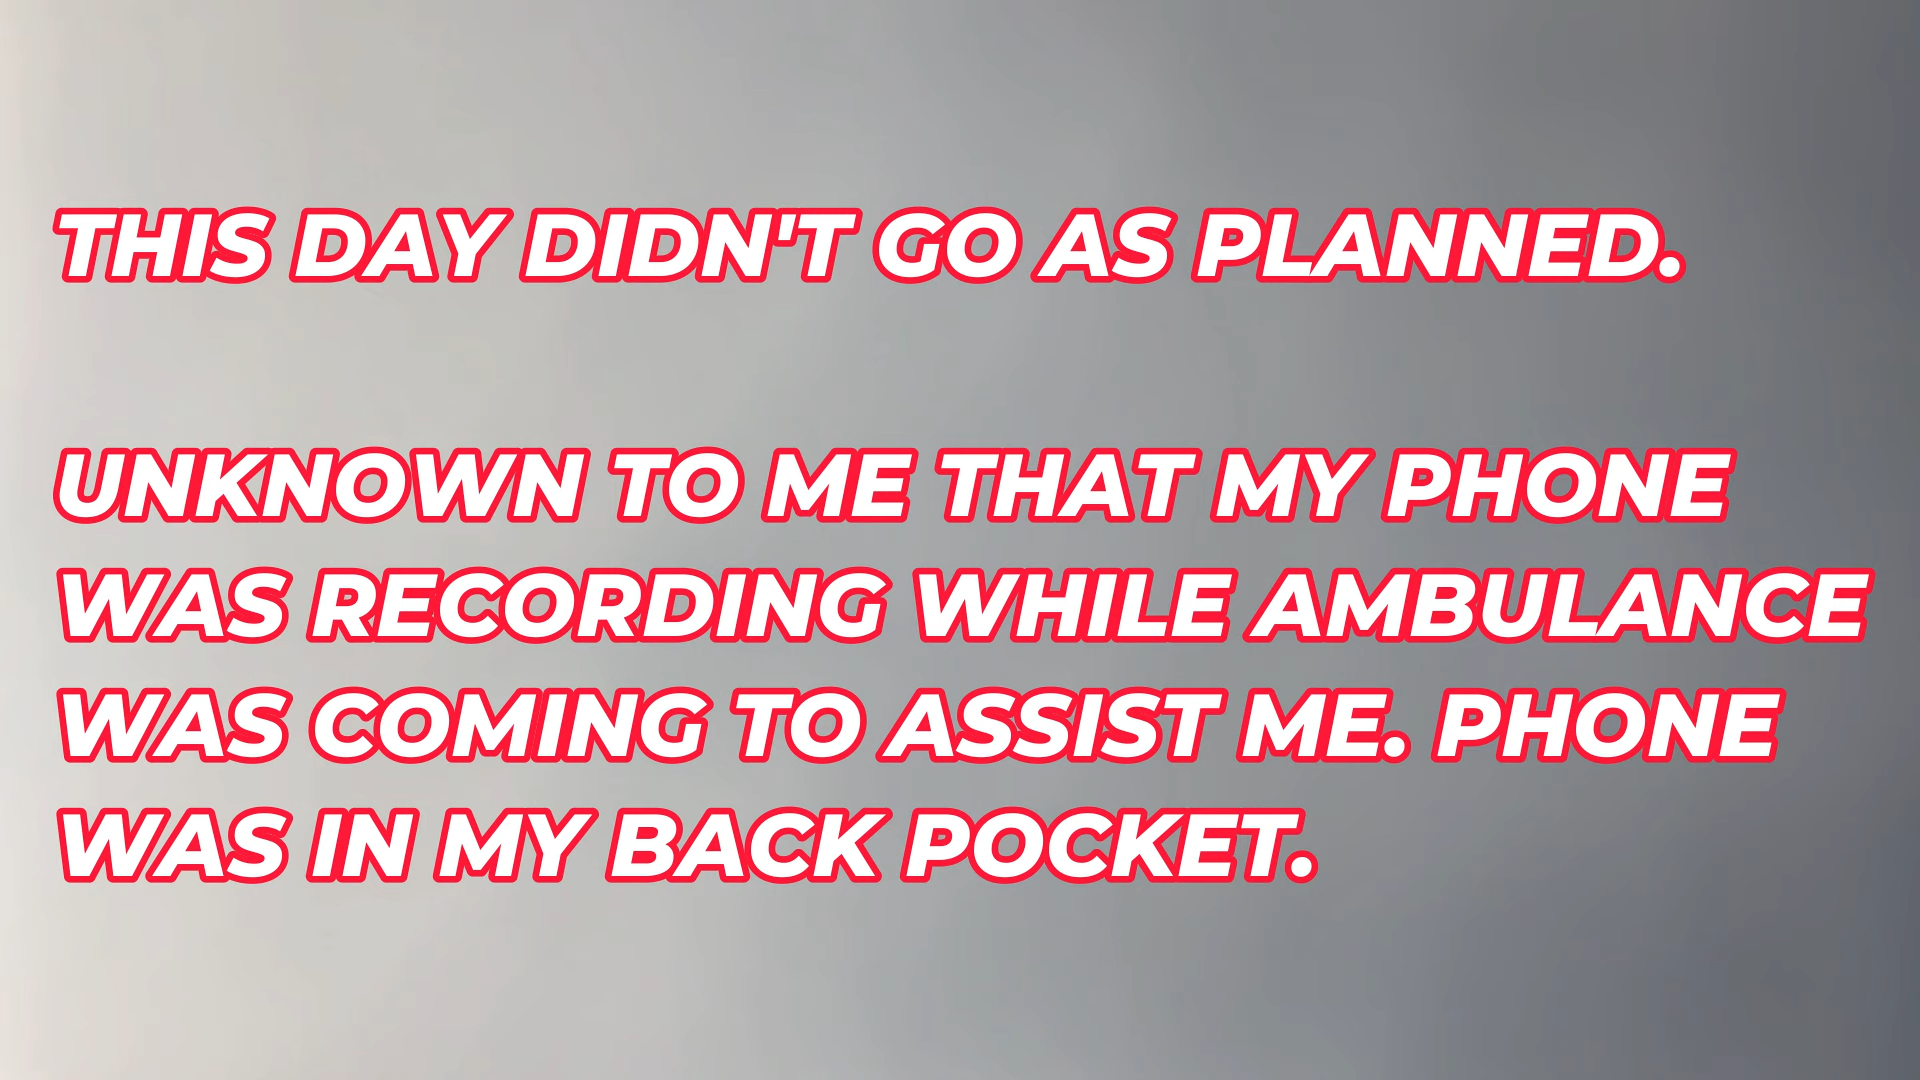 THIS DAY DIDN'T GO AS PLANNED.
UNKNOWN TO ME THAT MY PHONE
WAS RECORDING WHILE AMBULANCE
WAS COMING TO ASSIST ME. PHONE
WAS IN MY BACK POCKET.